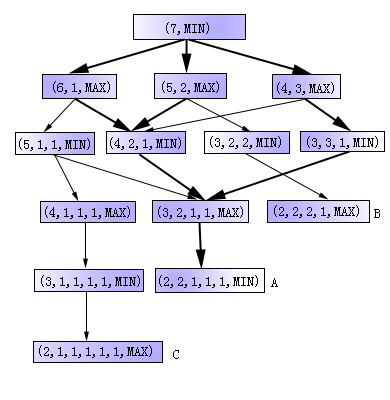 (7,MIN)
(6,1,MAX) (5,2,MAX) (4,3,MAX)
(5,1,1,MIN) (4,2,1,MIN) (3,2,2,MIN) (3,3,1,MIN)
(4,1,1,1,MAX) (3,2,1,1,MAX) (2,2,2,1,MAX) B
(3,1,1,1,1,MIN) (2,2,1,1,1,MIN) A
(2,1,1,1,1,1,MAX) C